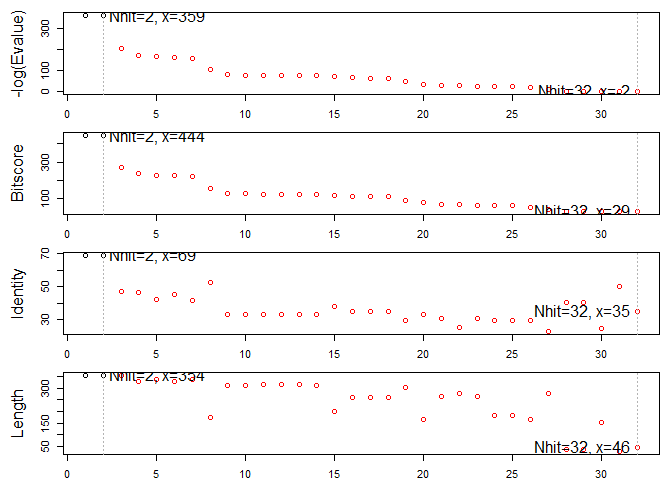 -log(Evalue)
300
100
0
Nhit=2, x=359
Nhit=32, x=-2
0 5 10 15 20 25 30
Bitscore
300
100
Nhit=2, x=444
Nhit=32, x=29
0 5 10 15 20 25 30
Identity
70
50
30
Nhit=2, x=69
Nhit=32, x=35
0 5 10 15 20 25 30
Length
300
150
50
Nhit=2, x=354
Nhit=32, x=46
0 5 10 15 20 25 30